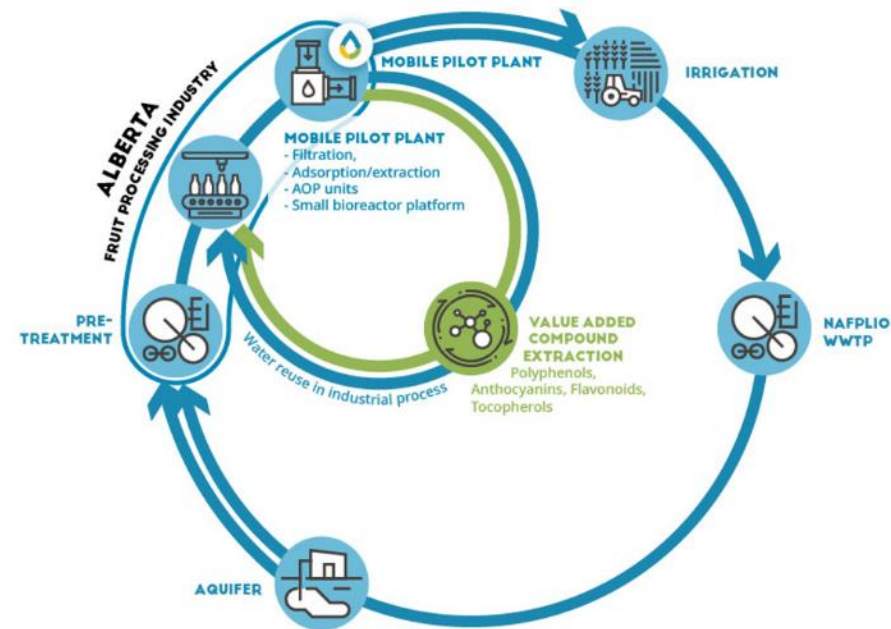 MOBILE PILOT PLANT
IRRIGATION
ALBERTA
FRUIT PROCESSING INDUSTRY
MOBILE PILOT PLANT
- Filtration,
- Adsorption/extraction
- AOP units
- Small bioreactor platform
PRE-
TREATMENT
VALUE ADDED
COMPOUND
EXTRACTION
Polyphenols,
Anthocyanins, Flavonoids,
Tocopherols
NAFPLIO
WWTP
Water reuse in industrial process
AQUIFER